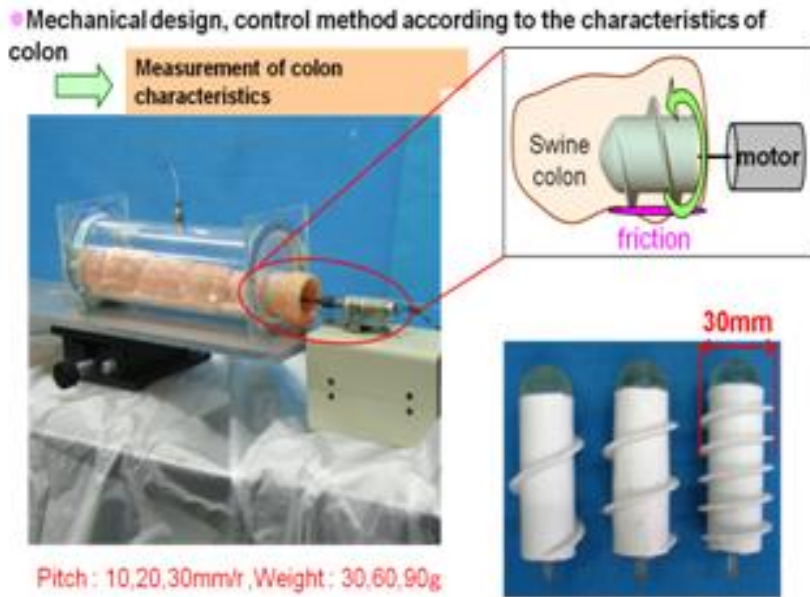 Mechanical design, control method according to the characteristics of
colon
Measurement of colon
characteristics
Swine
colon
motor
friction
30mm
Pitch : 10,20,30mm/r ,Weight : 30,60,90g